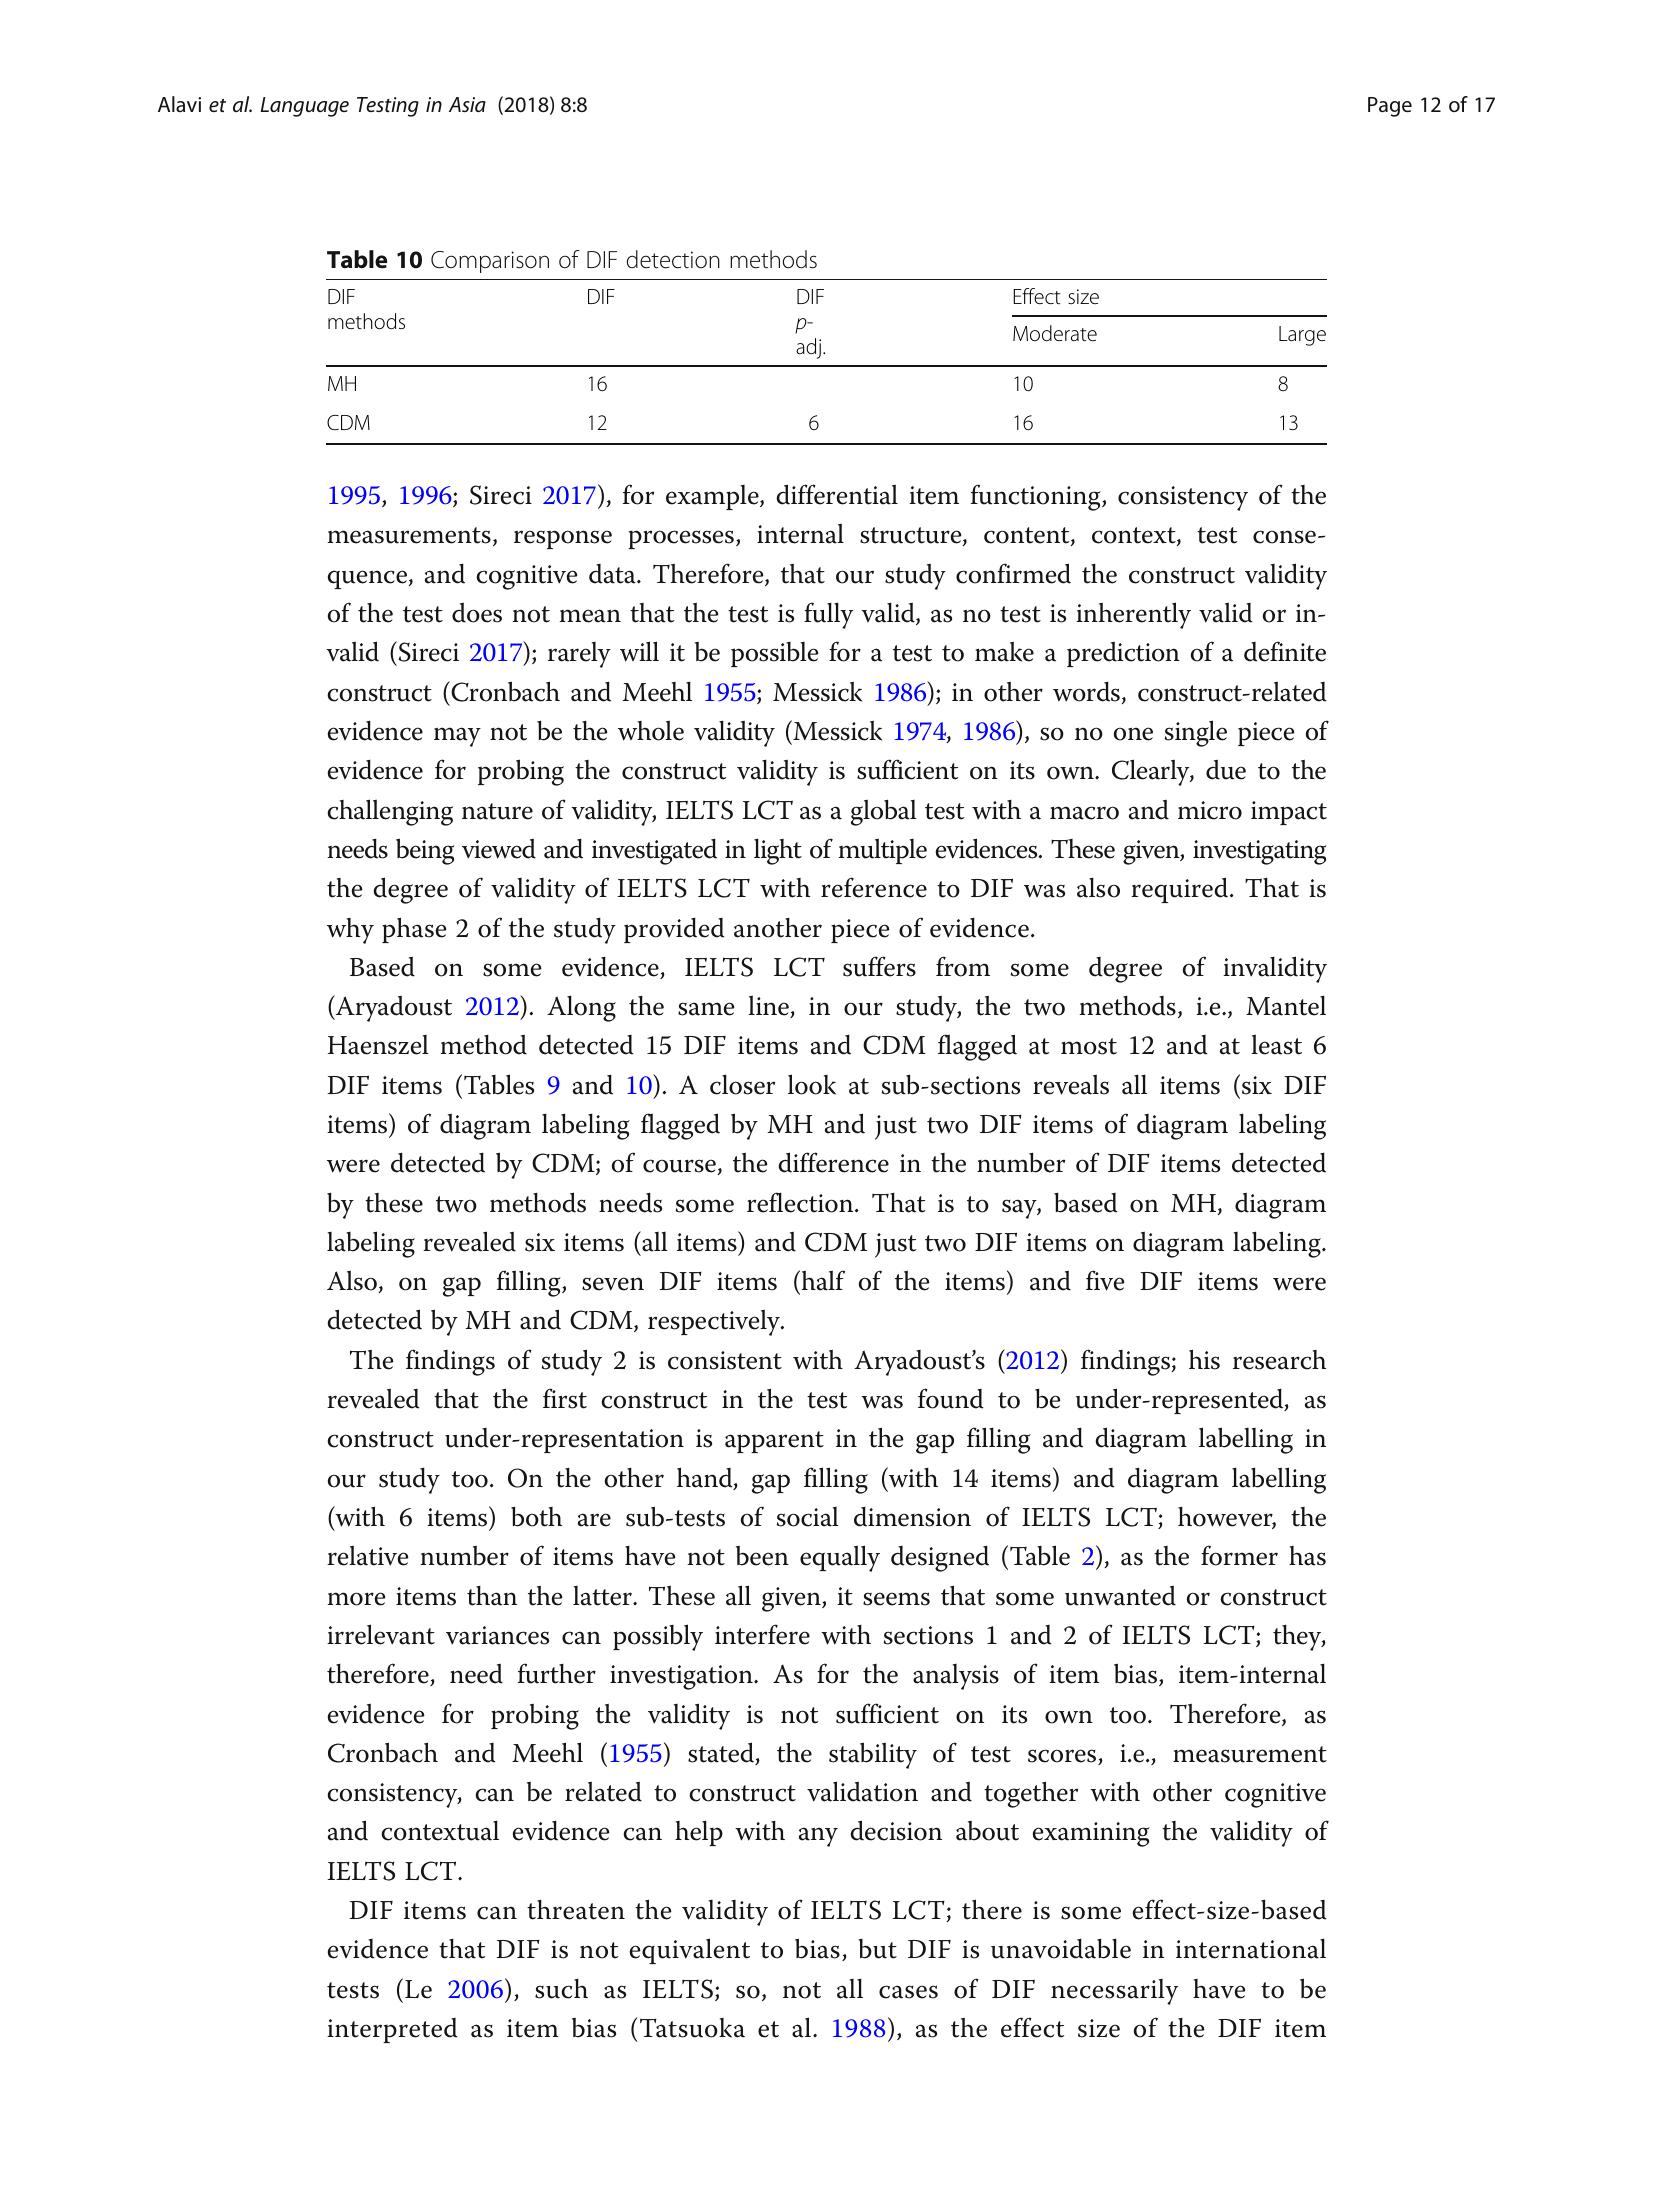 Alavi et al. Language Testing in Asia (2018) 8:8
Page 12 of 17
Table 10 Comparison of DIF detection methods
DIF methods DIF DIF p-adj. Effect size
Moderate Large
MH 16 10 8
CDM 12 6 16 13
1995, 1996; Sireci 2017), for example, differential item functioning, consistency of the
measurements, response processes, internal structure, content, context, test conse-
quence, and cognitive data. Therefore, that our study confirmed the construct validity
of the test does not mean that the test is fully valid, as no test is inherently valid or in-
valid (Sireci 2017); rarely will it be possible for a test to make a prediction of a definite
construct (Cronbach and Meehl 1955; Messick 1986); in other words, construct-related
evidence may not be the whole validity (Messick 1974, 1986), so no one single piece of
evidence for probing the construct validity is sufficient on its own. Clearly, due to the
challenging nature of validity, IELTS LCT as a global test with a macro and micro impact
needs being viewed and investigated in light of multiple evidences. These given, investigating
the degree of validity of IELTS LCT with reference to DIF was also required. That is
why phase 2 of the study provided another piece of evidence.
Based on some evidence, IELTS LCT suffers from some degree of invalidity
(Aryadoust 2012). Along the same line, in our study, the two methods, i.e., Mantel
Haenszel method detected 15 DIF items and CDM flagged at most 12 and at least 6
DIF items (Tables 9 and 10). A closer look at sub-sections reveals all items (six DIF
items) of diagram labeling flagged by MH and just two DIF items of diagram labeling
were detected by CDM; of course, the difference in the number of DIF items detected
by these two methods needs some reflection. That is to say, based on MH, diagram
labeling revealed six items (all items) and CDM just two DIF items on diagram labeling.
Also, on gap filling, seven DIF items (half of the items) and five DIF items were
detected by MH and CDM, respectively.
The findings of study 2 is consistent with Aryadoust's (2012) findings; his research
revealed that the first construct in the test was found to be under-represented, as
construct under-representation is apparent in the gap filling and diagram labelling in
our study too. On the other hand, gap filling (with 14 items) and diagram labelling
(with 6 items) both are sub-tests of social dimension of IELTS LCT; however, the
relative number of items have not been equally designed (Table 2), as the former has
more items than the latter. These all given, it seems that some unwanted or construct
irrelevant variances can possibly interfere with sections 1 and 2 of IELTS LCT; they,
therefore, need further investigation. As for the analysis of item bias, item-internal
evidence for probing the validity is not sufficient on its own too. Therefore, as
Cronbach and Meehl (1955) stated, the stability of test scores, i.e., measurement
consistency, can be related to construct validation and together with other cognitive
and contextual evidence can help with any decision about examining the validity of
IELTS LCT.
DIF items can threaten the validity of IELTS LCT; there is some effect-size-based
evidence that DIF is not equivalent to bias, but DIF is unavoidable in international
tests (Le 2006), such as IELTS; so, not all cases of DIF necessarily have to be
interpreted as item bias (Tatsuoka et al. 1988), as the effect size of the DIF item